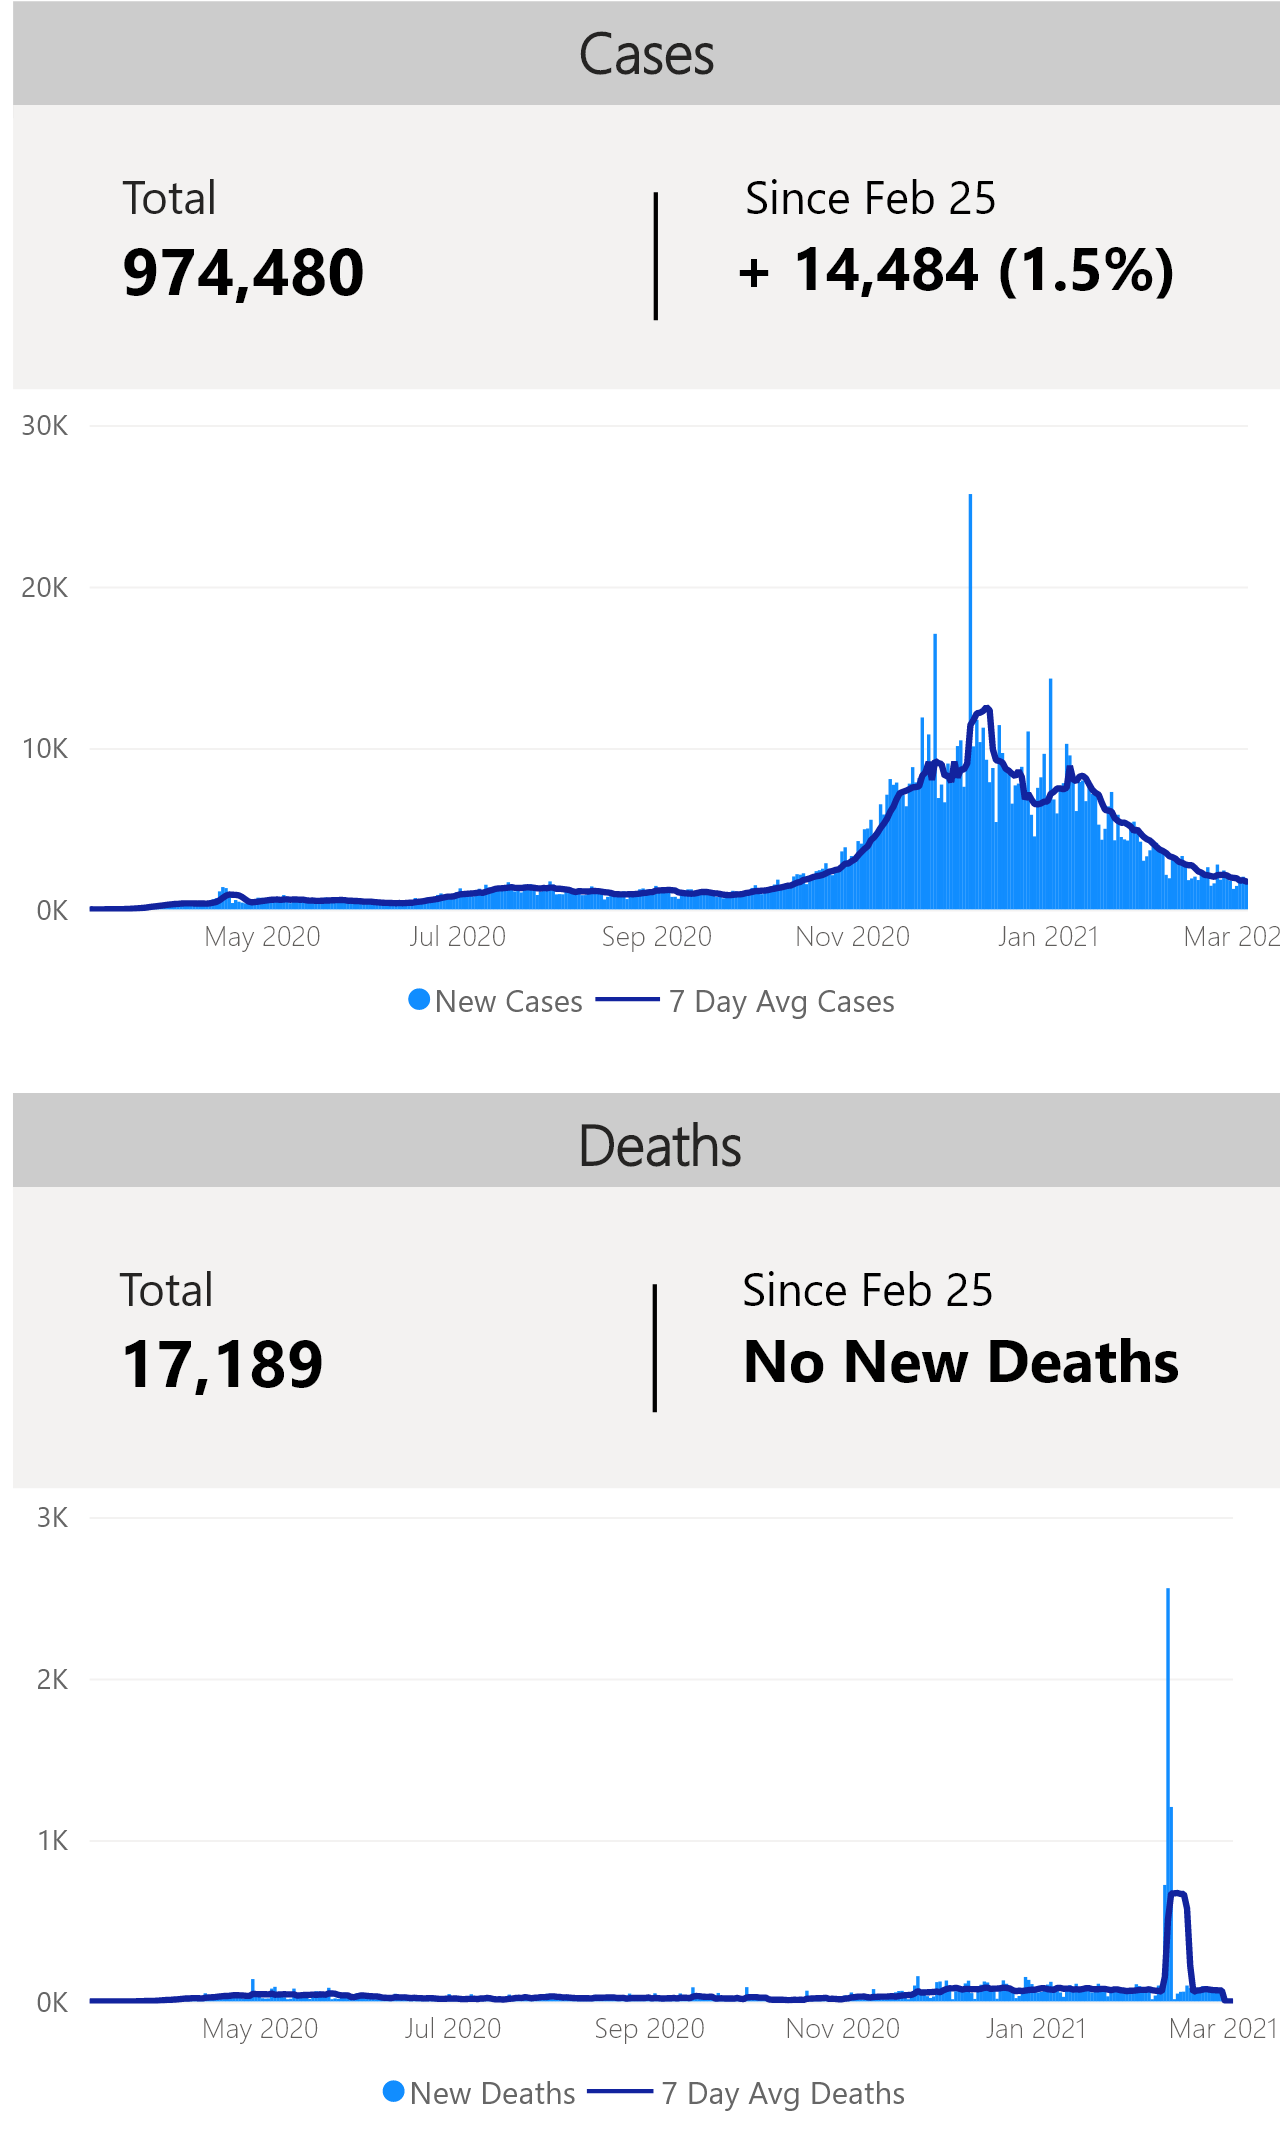 Cases
Total
974,480
Since Feb 25
+ 14,484 (1.5%)
30K
20K
10K
0K
May 2020 Jul 2020 Sep 2020 Nov 2020 Jan 2021 Mar 202
New Cases 7 Day Avg Cases
Deaths
Total
17,189
Since Feb 25
No New Deaths
3K
2K
1K
0K
May 2020 Jul 2020 Sep 2020 Nov 2020 Jan 2021 Mar 2021
New Deaths 7 Day Avg Deaths